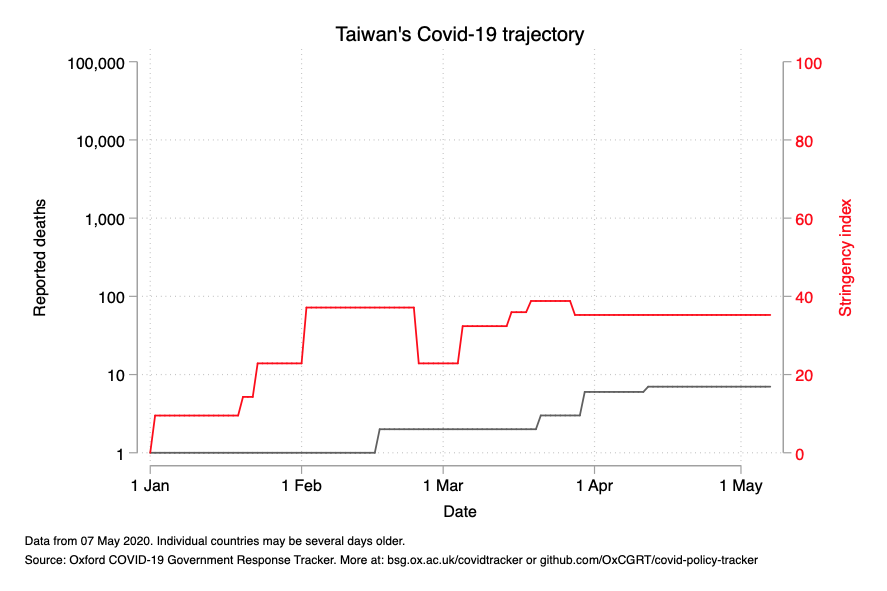 Taiwan's Covid-19 trajectory
100,000
10,000
1,000
100
10
1
Reported deaths
100
80
60
40
20
0
Stringency index
1 Jan
1 Feb
1 Mar
1 Apr
1 May
Date
Data from 07 May 2020. Individual countries may be several days older.
Source: Oxford COVID-19 Government Response Tracker. More at: bsg.ox.ac.uk/covidtracker or github.com/OxCGRT/covid-policy-tracker